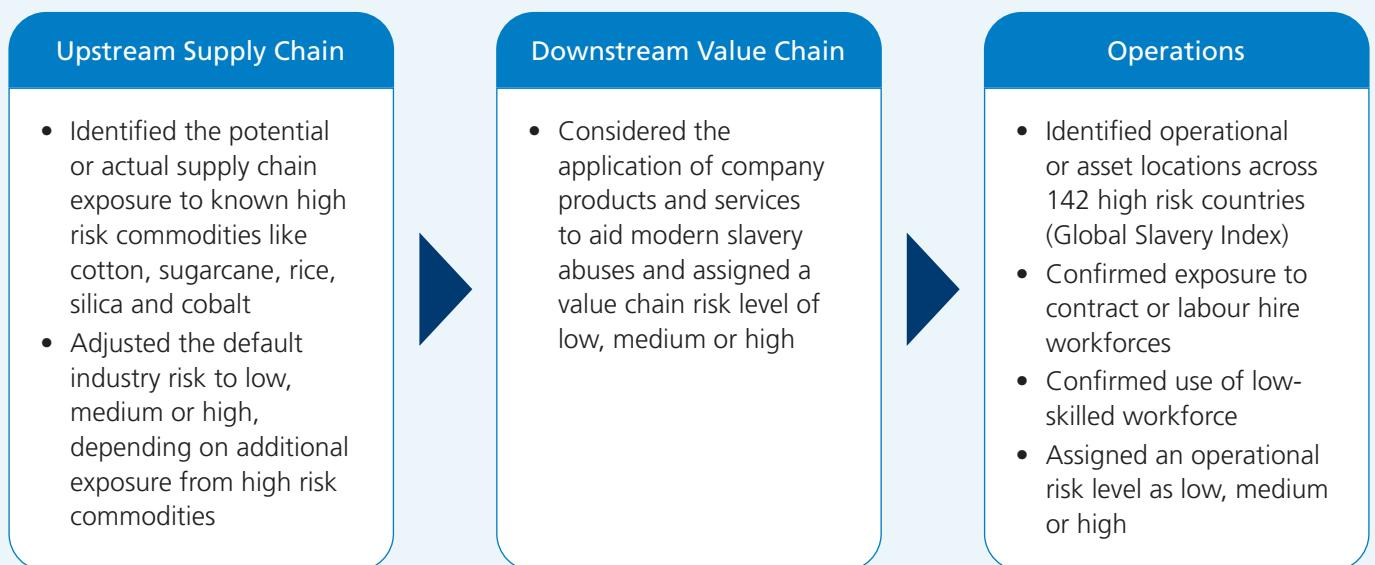 Upstream Supply Chain
• Identified the potential
or actual supply chain
exposure to known high
risk commodities like
cotton, sugarcane, rice,
silica and cobalt
• Adjusted the default
industry risk to low,
medium or high,
depending on additional
exposure from high risk
commodities
Downstream Value Chain
• Considered the
application of company
products and services
to aid modern slavery
abuses and assigned a
value chain risk level of
low, medium or high
Operations
• Identified operational
or asset locations across
142 high risk countries
(Global Slavery Index)
• Confirmed exposure to
contract or labour hire
workforces
• Confirmed use of low-
skilled workforce
• Assigned an operational
risk level as low, medium
or high